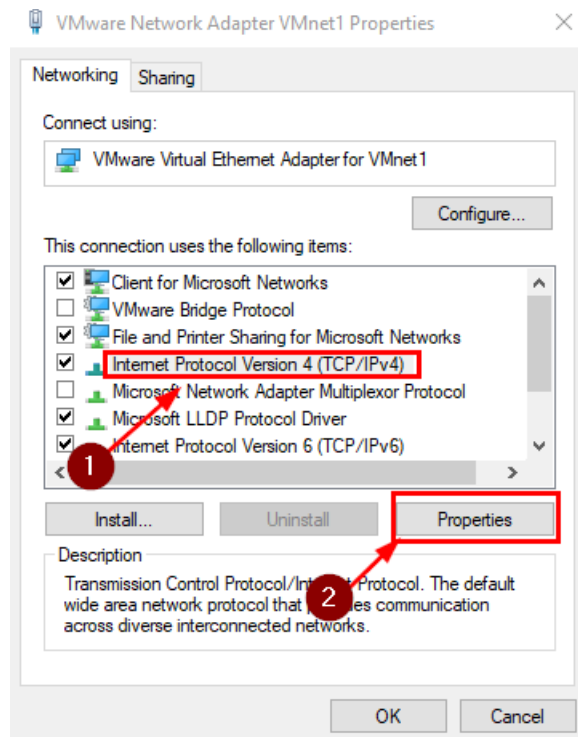 VMware Network Adapter VMnet1 Properties
Networking Sharing
Connect using:
VMware Virtual Ethernet Adapter for VMnet1
Configure...
This connection uses the following items:
Client for Microsoft Networks
VMware Bridge Protocol
File and Printer Sharing for Microsoft Networks
Internet Protocol Version 4 (TCP/IPv4)
Microsoft Network Adapter Multiplexor Protocol
Microsoft LLDP Protocol Driver
Internet Protocol Version 6 (TCP/IPv6)
1
Install... Uninstall Properties
Description
Transmission Control Protocol/Internet Protocol. The default
wide area network protocol that 2 communication
across diverse interconnected networks.
OK Cancel